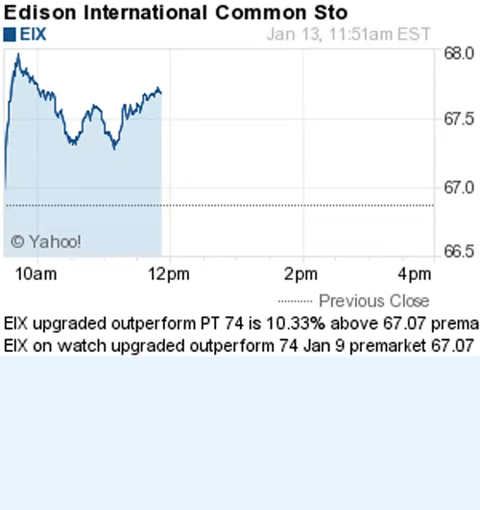 Edison International Common Sto
EIX
Jan 13, 11:51am EST
68.0
67.5
67.0
66.5
© Yahoo!
10am 12pm 2pm 4pm
Previous Close
EIX upgraded outperform PT 74 is 10.33% above 67.07 prema
EIX on watch upgraded outperform 74 Jan 9 premarket 67.07